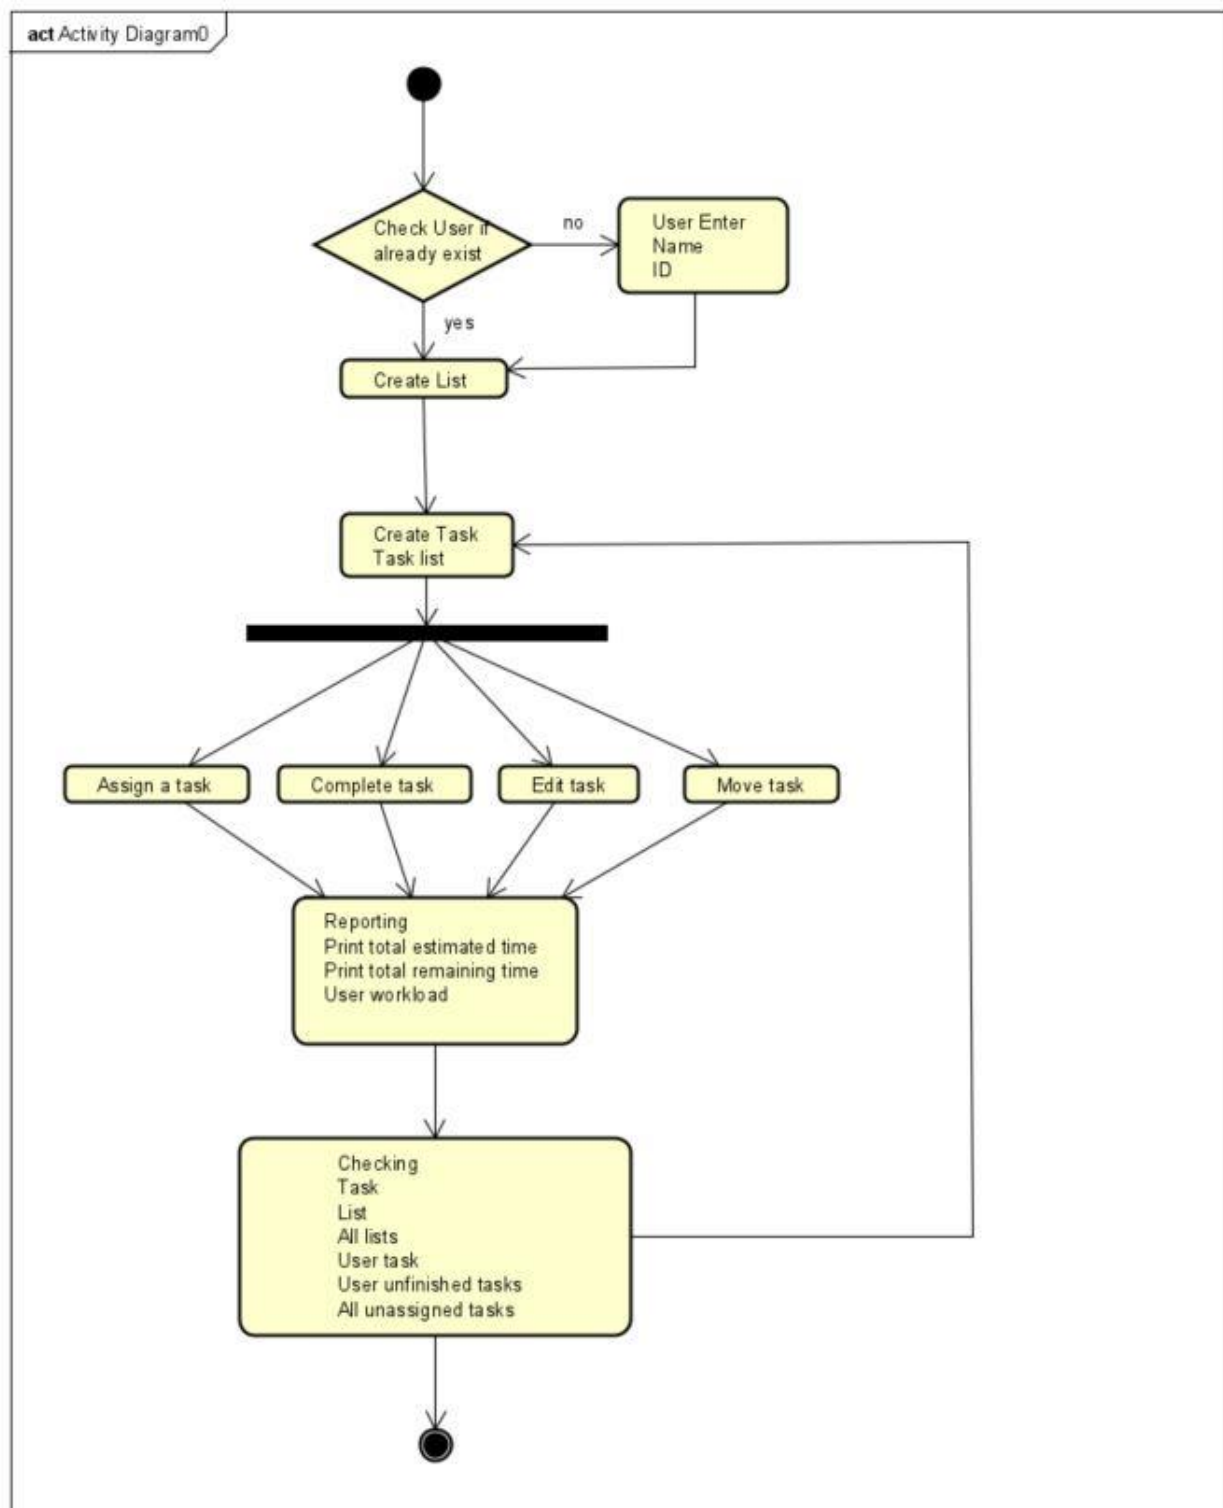 act Activity Diagram0
Check User if
already exist
no
User Enter
Name
ID
yes
Create List
Create Task
Task list
Assign a task
Complete task
Edit task
Move task
Reporting
Print total estimated time
Print total remaining time
User workload
Checking
Task
List
All lists
User task
User unfinished tasks
All unassigned tasks